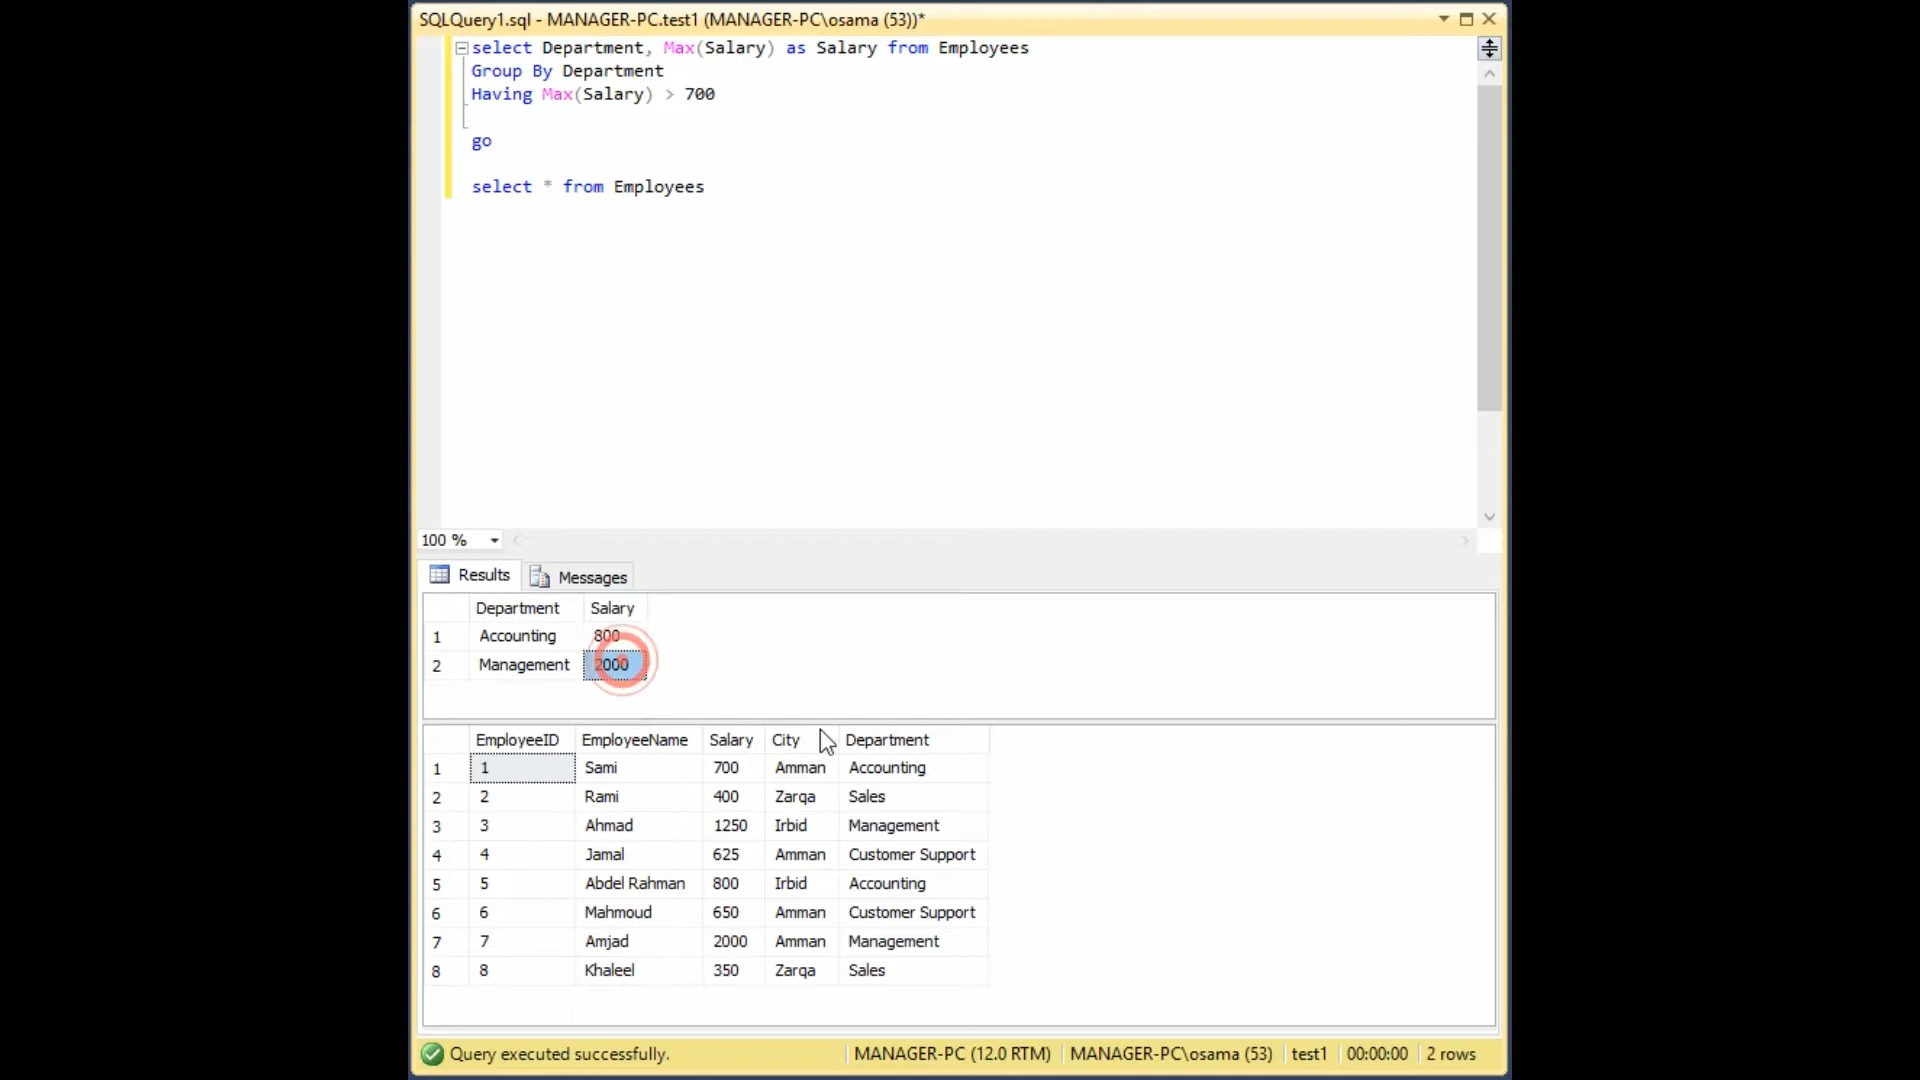 SQLQuery1.sql - MANAGER-PC.test1 (MANAGER-PC\osama (53))*
select Department, Max(Salary) as Salary from Employees
Group By Department
Having Max(Salary) > 700
go
select * from Employees
100 %
Results Messages
Department Salary
1 Accounting 800
2 Management 2000
EmployeeID EmployeeName Salary City Department
1 1 Sami 700 Amman Accounting
2 2 Rami 400 Zarqa Sales
3 3 Ahmad 1250 Irbid Management
4 4 Jamal 625 Amman Customer Support
5 5 Abdel Rahman 800 Irbid Accounting
6 6 Mahmoud 650 Amman Customer Support
7 7 Amjad 2000 Amman Management
8 8 Khaleel 350 Zarqa Sales
Query executed successfully. MANAGER-PC (12.0 RTM) MANAGER-PC\osama (53) test1 00:00:00 2 rows